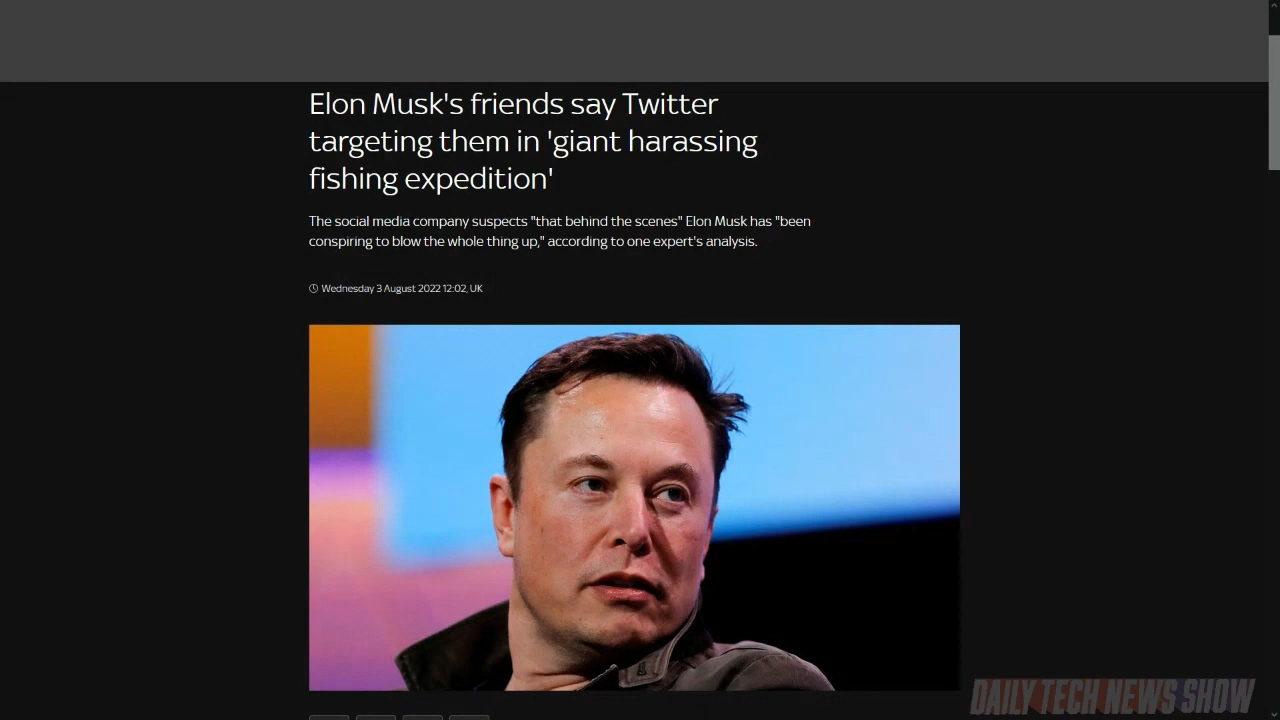 Elon Musk's friends say Twitter
targeting them in 'giant harassing
fishing expedition'
The social media company suspects "that behind the scenes" Elon Musk has "been
conspiring to blow the whole thing up," according to one expert's analysis.
Wednesday 3 August 2022 12:02, UK
DAILY TECH NEWS SHOW